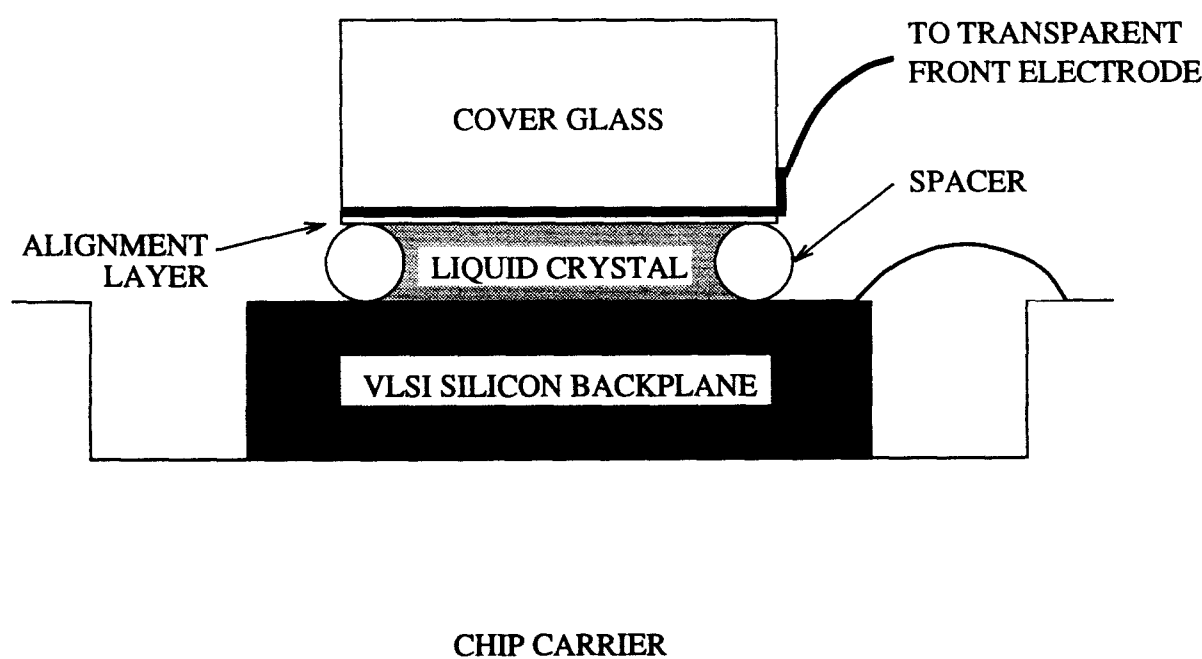 TO TRANSPARENT
FRONT ELECTRODE
COVER GLASS
SPACER
ALIGNMENT
LAYER
LIQUID CRYSTAL
VLSI SILICON BACKPLANE
CHIP CARRIER